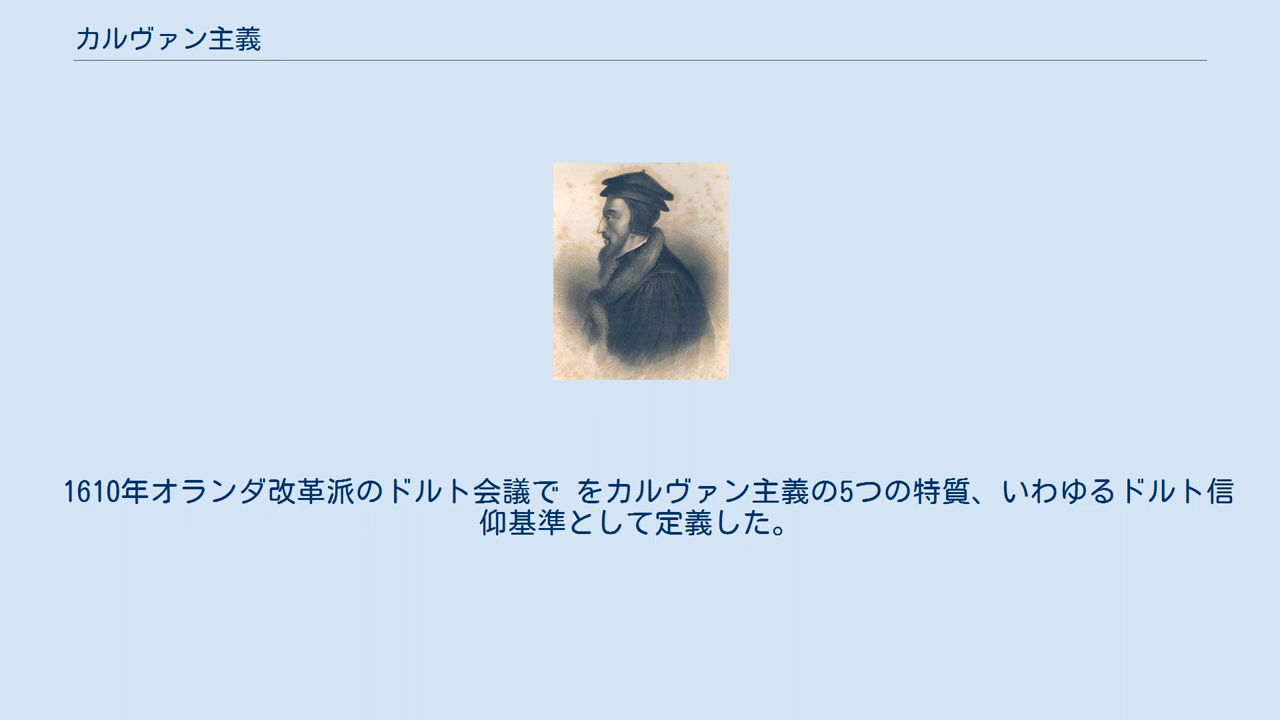 カルヴァン主義
1610年オランダ改革派のドルト会議で をカルヴァン主義の5つの特質、いわゆるドルト信
仰基準として定義した。